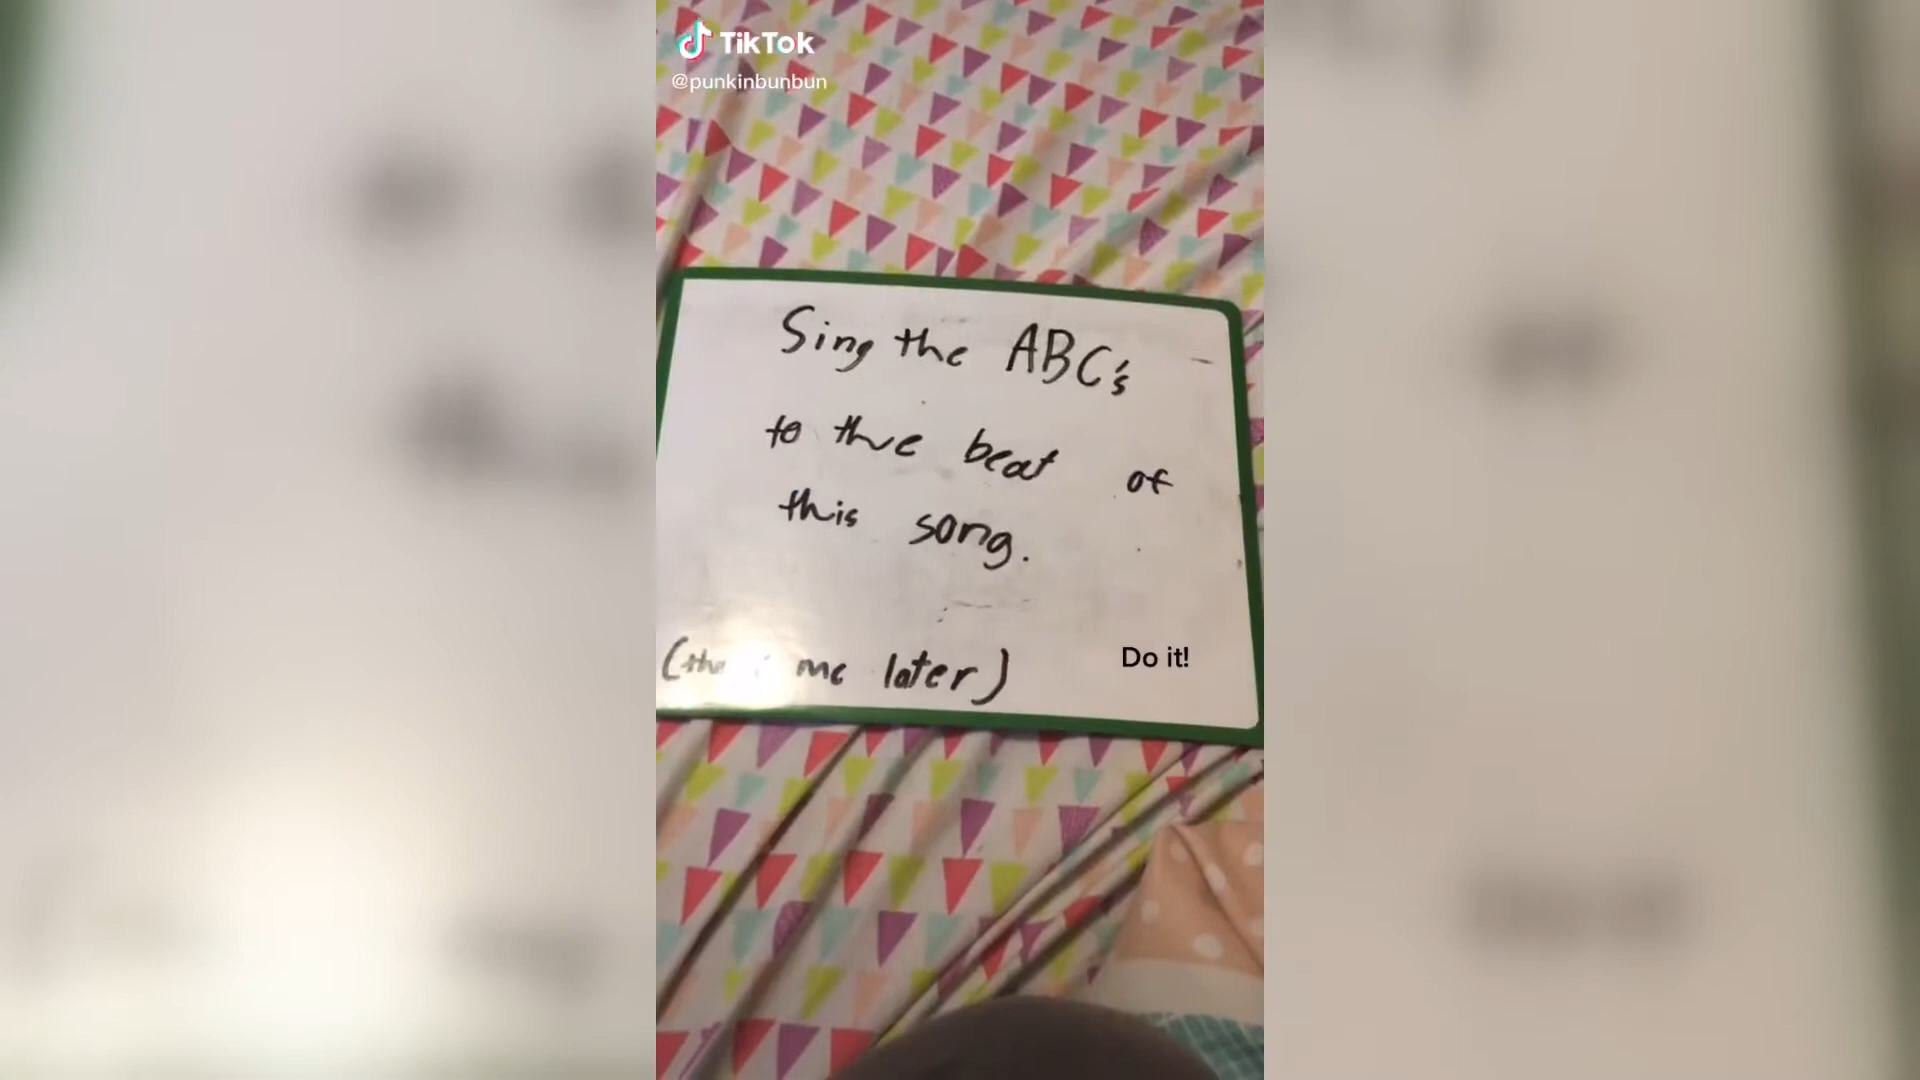 TikTok
@punkinbunbun
Sing the ABC's
to the beat of
this song.
( me later)
Do it!